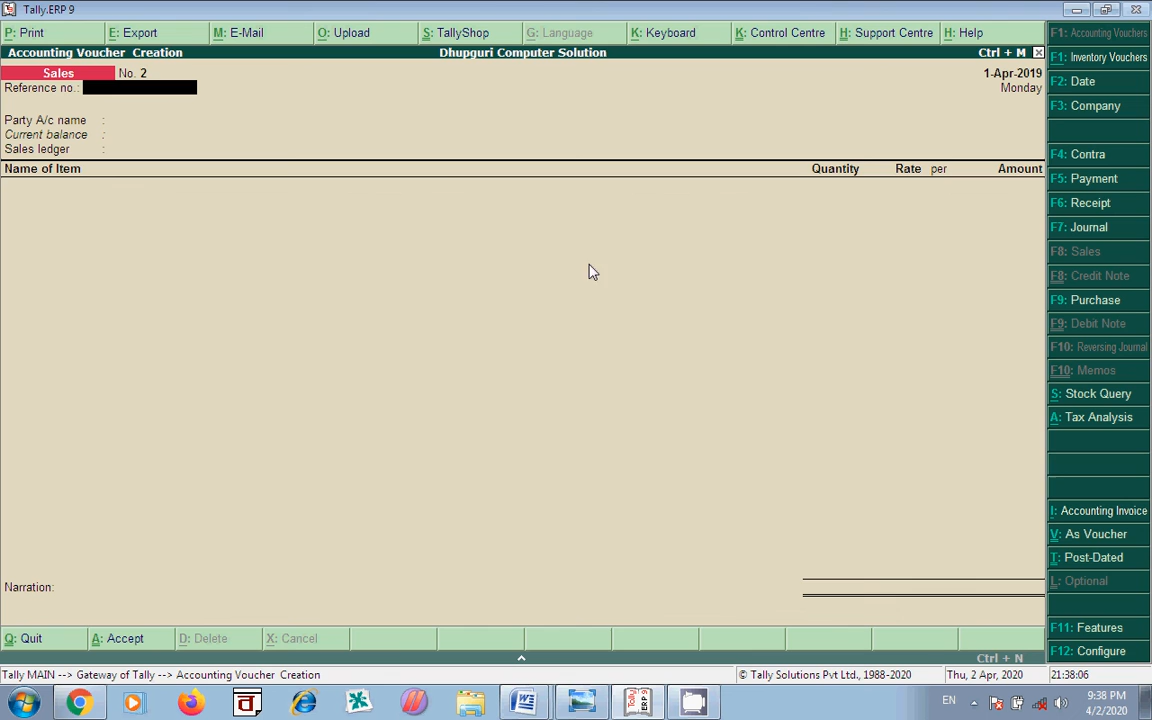 Tally.ERP 9
P: Print E: Export M: E-Mail O: Upload S: TallyShop G: Language K: Keyboard K: Control Centre H: Support Centre H: Help
Accounting Voucher Creation Dhupguri Computer Solution Ctrl + M
Sales No. 2 1-Apr-2019
Reference no.: Monday
Party A/c name :
Current balance :
Sales ledger :
Name of Item Quantity Rate per Amount
Narration:
F1: Accounting Vouchers
F1: Inventory Vouchers
F2: Date
F3: Company
F4: Contra
F5: Payment
F6: Receipt
F7: Journal
F8: Sales
F8: Credit Note
F9: Purchase
F9: Debit Note
F10: Reversing Journal
F10: Memos
S: Stock Query
A: Tax Analysis
I: Accounting Invoice
V: As Voucher
T: Post-Dated
L: Optional
F11: Features
F12: Configure
Q: Quit A: Accept D: Delete X: Cancel
Ctrl + N
Tally MAIN --> Gateway of Tally --> Accounting Voucher Creation © Tally Solutions Pvt Ltd., 1988-2020 Thu, 2 Apr, 2020 21:38:06
EN 9:38 PM
4/2/2020